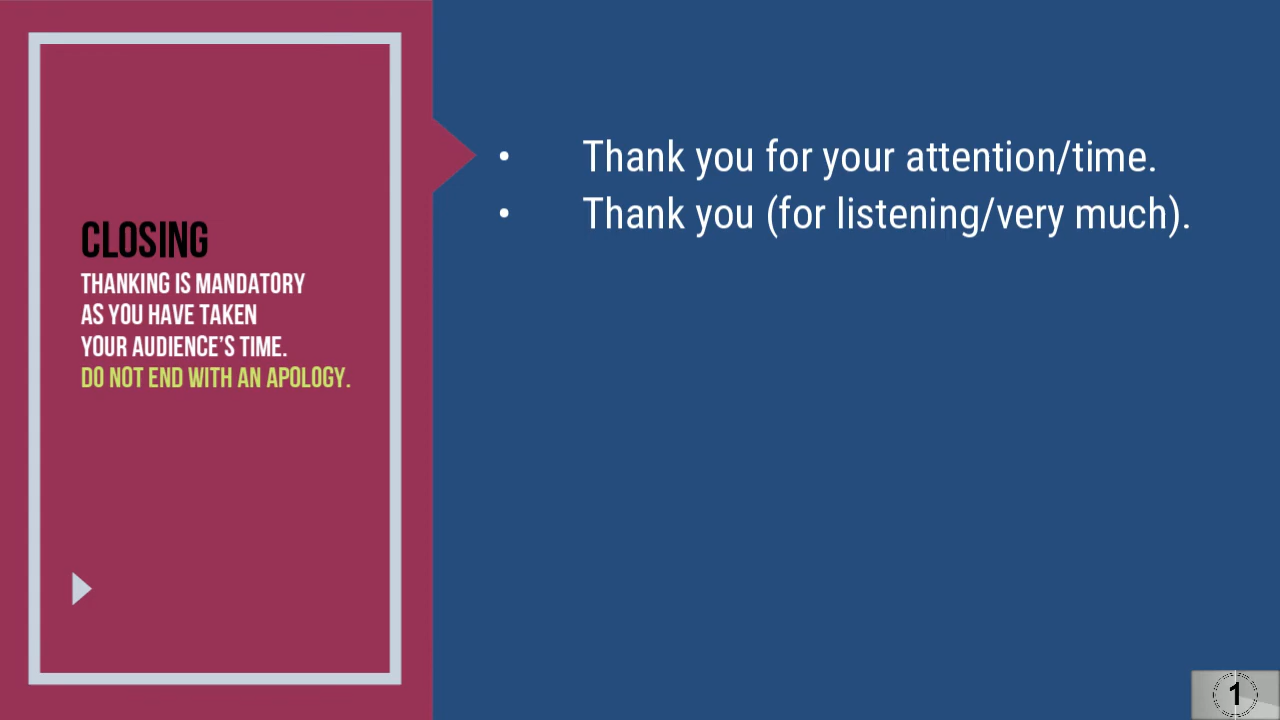 CLOSING
THANKING IS MANDATORY
AS YOU HAVE TAKEN
YOUR AUDIENCE'S TIME.
DO NOT END WITH AN APOLOGY.
• Thank you for your attention/time.
• Thank you (for listening/very much).
1